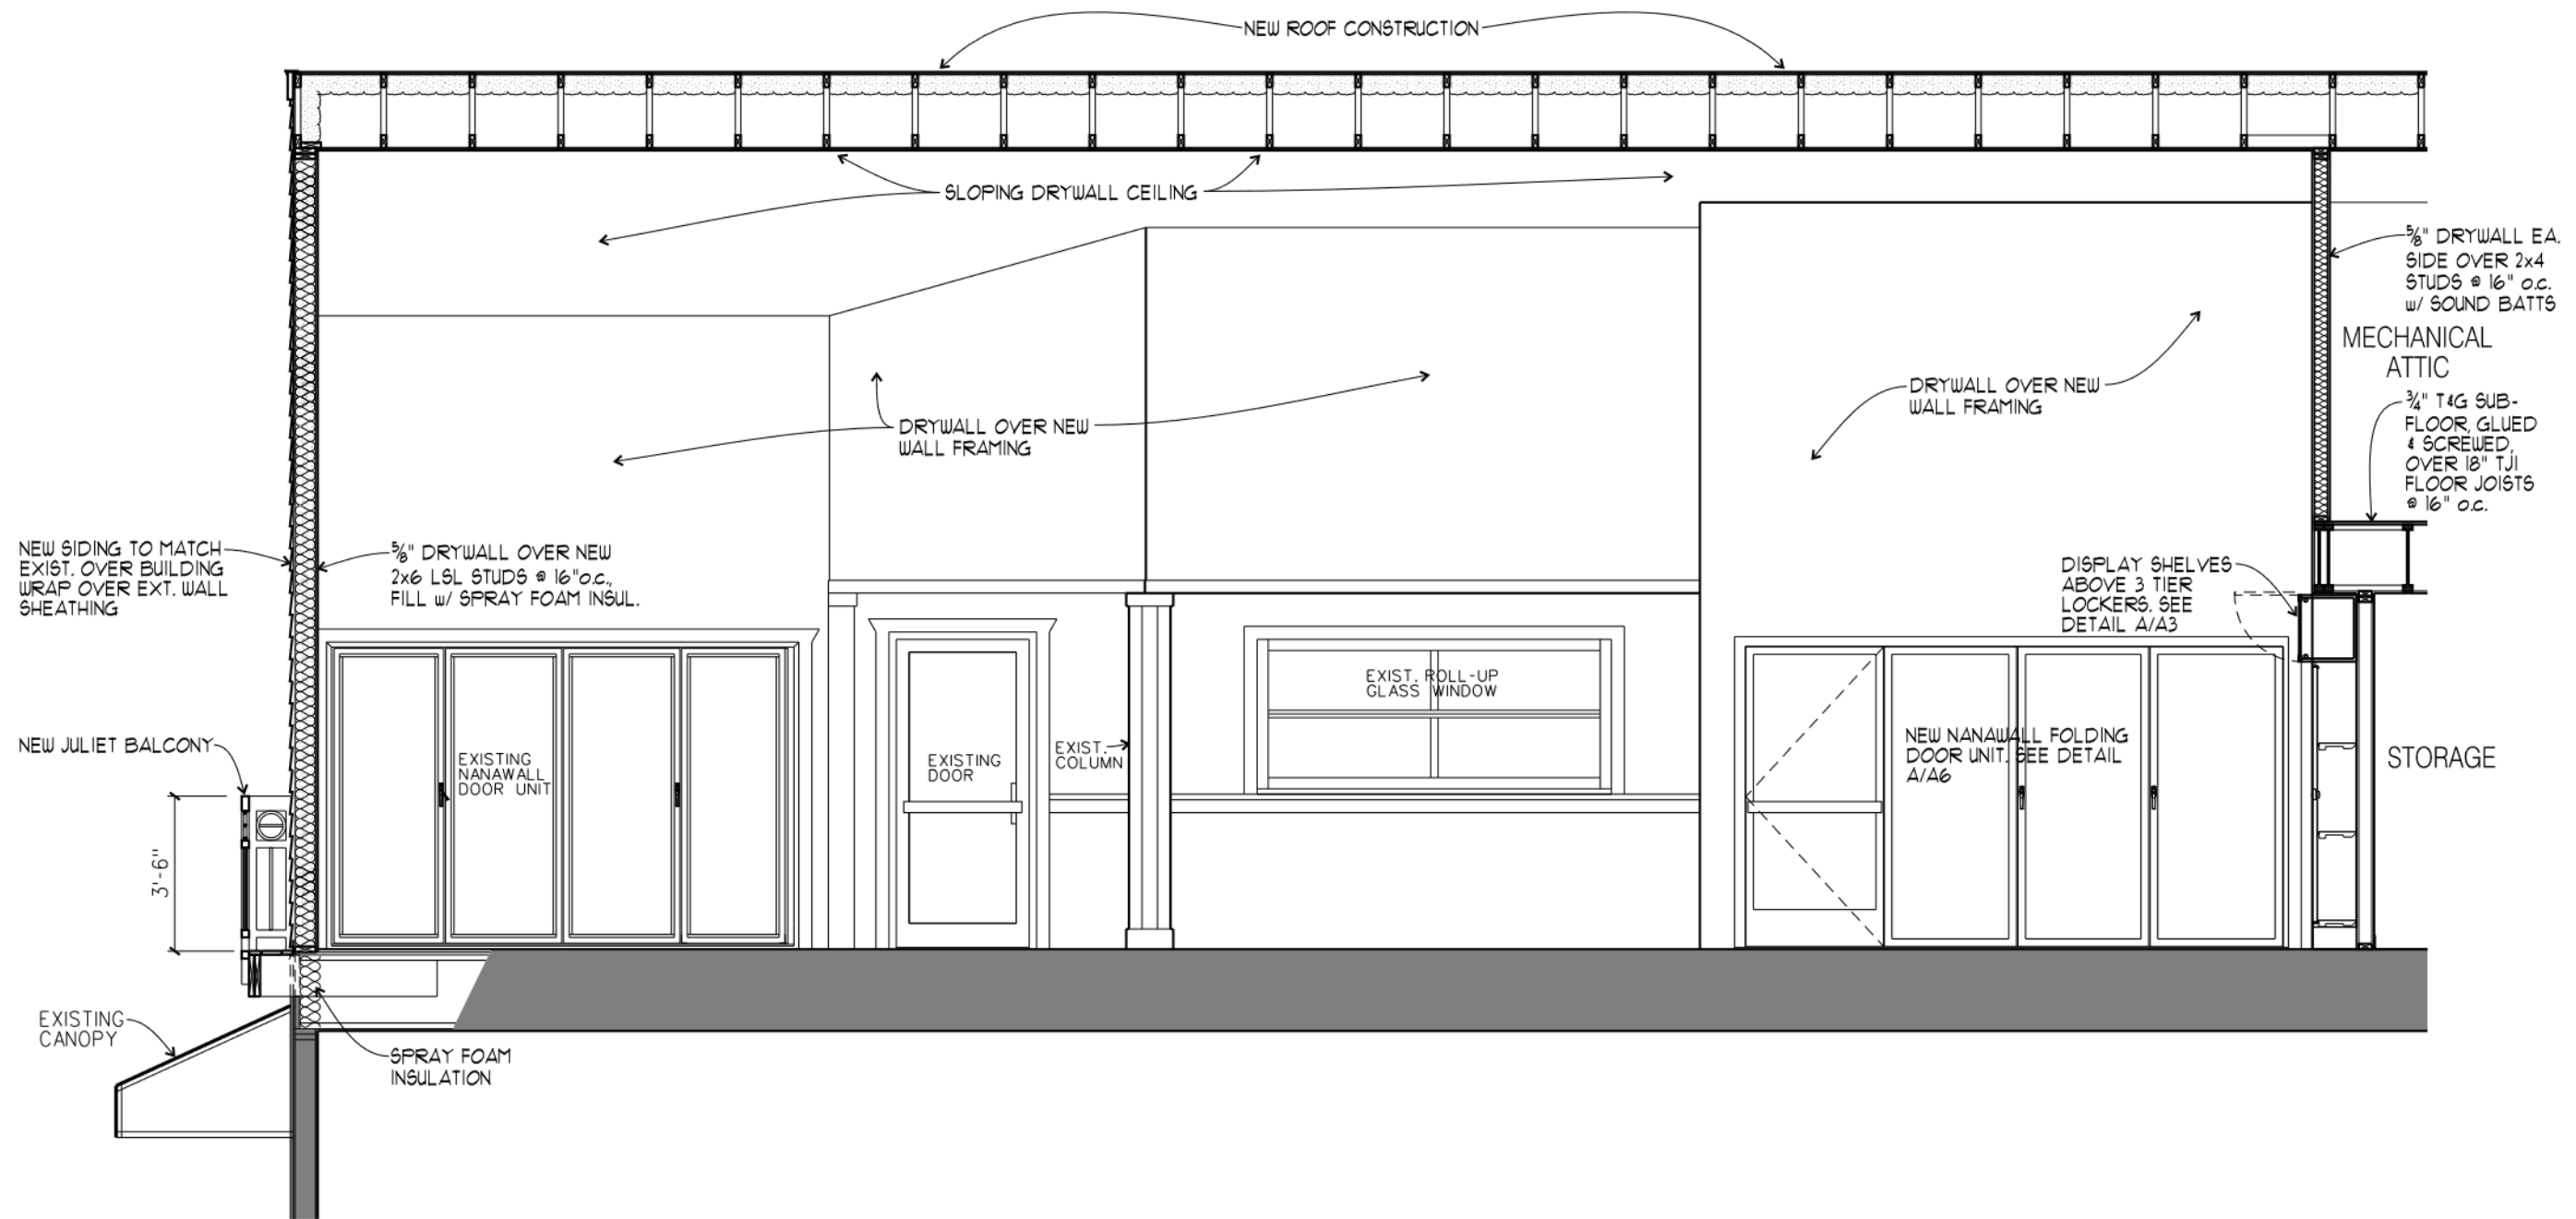 NEW ROOF CONSTRUCTION
SLOPING DRYWALL CEILING
⅝" DRYWALL EA.
SIDE OVER 2x4
STUDS @ 16" o.c.
w/ SOUND BATTS
MECHANICAL
ATTIC
¾" T&G SUB-
FLOOR, GLUED
& SCREWED,
OVER 18" TJI
FLOOR JOISTS
@ 16" o.c.
DRYWALL OVER NEW
WALL FRAMING
DRYWALL OVER NEW
WALL FRAMING
NEW SIDING TO MATCH
EXIST. OVER BUILDING
WRAP OVER EXT. WALL
SHEATHING
⅝" DRYWALL OVER NEW
2x6 LSL STUDS @ 16"o.c.,
FILL w/ SPRAY FOAM INSUL.
DISPLAY SHELVES
ABOVE 3 TIER
LOCKERS. SEE
DETAIL A/A3
EXIST. ROLL-UP
GLASS WINDOW
NEW JULIET BALCONY
EXISTING
NANAWALL
DOOR UNIT
EXISTING
DOOR
EXIST.
COLUMN
NEW NANAWALL FOLDING
DOOR UNIT. SEE DETAIL
A/A6
STORAGE
3'-6"
EXISTING
CANOPY
SPRAY FOAM
INSULATION